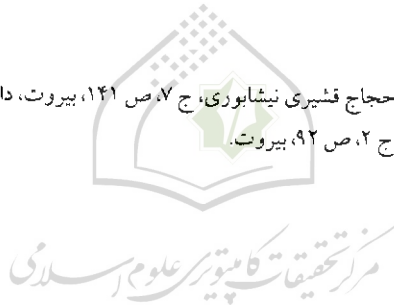 حجاج قشیری نیشابوری، ج ۷، ص ۱۴۱، بیروت، دا
ج ۲، ص ۹۲، بیروت.
مرکز تحقیقات کامپیوتری علوم اسلامی